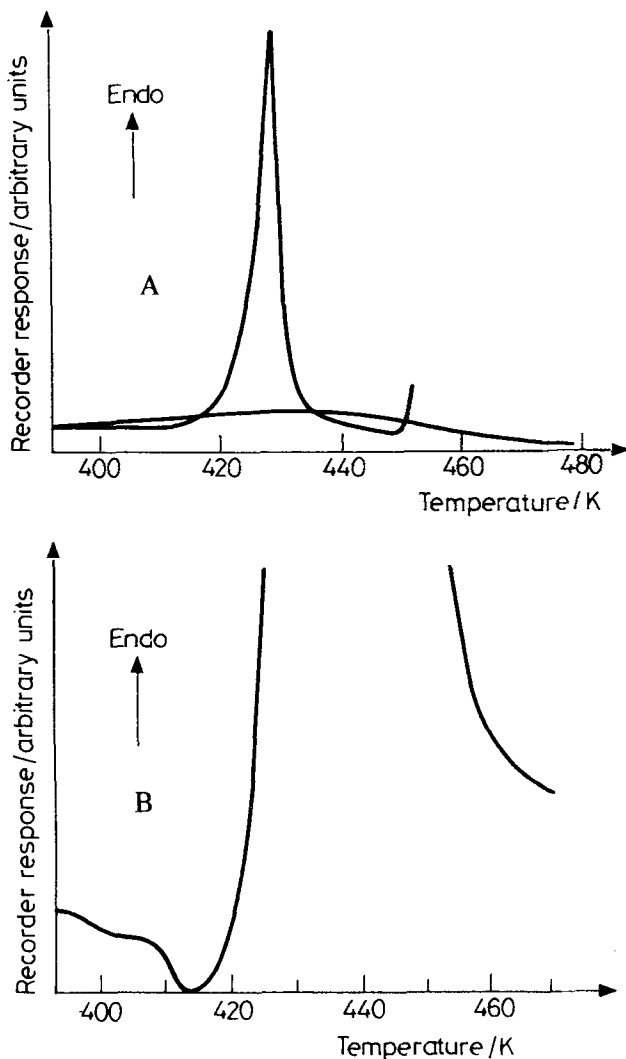 Recorder response/arbitrary units
Endo
A
400
420
440
460
480
Temperature/K
Recorder response/arbitrary units
Endo
B
400
420
440
460
Temperature/K